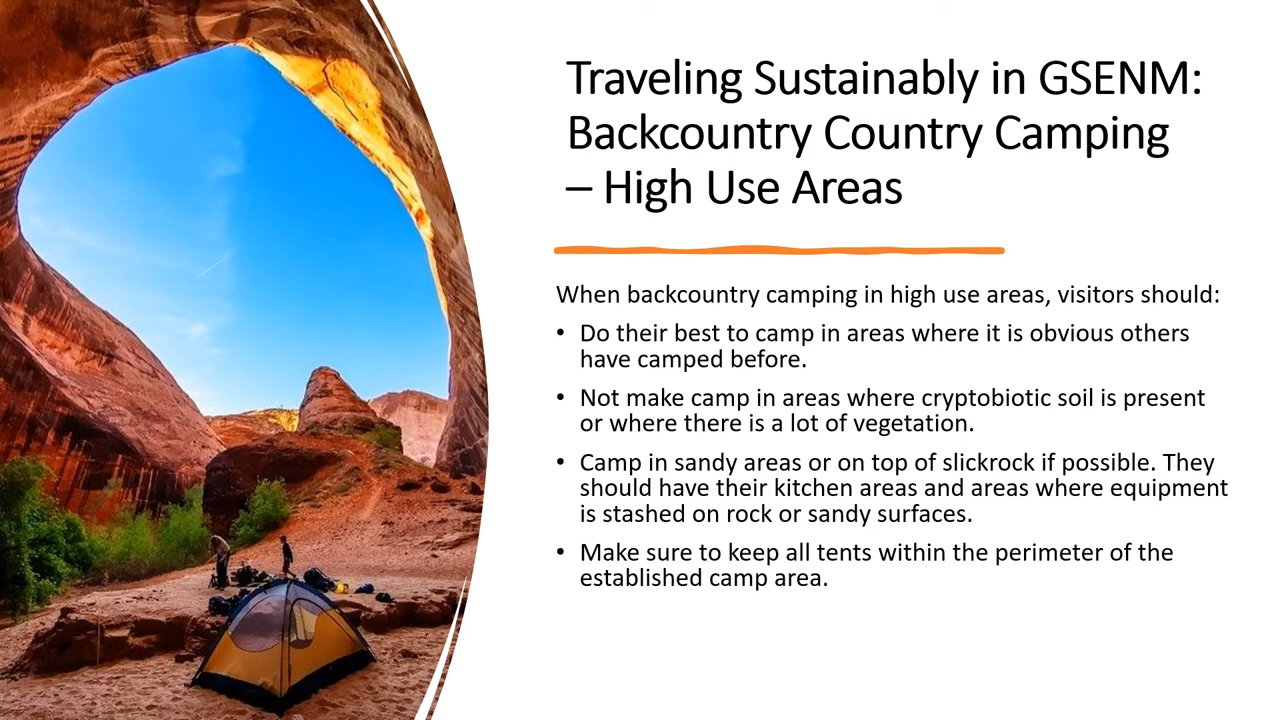 Traveling Sustainably in GSENM:
Backcountry Country Camping
– High Use Areas
When backcountry camping in high use areas, visitors should:
• Do their best to camp in areas where it is obvious others
have camped before.
• Not make camp in areas where cryptobiotic soil is present
or where there is a lot of vegetation.
• Camp in sandy areas or on top of slickrock if possible. They
should have their kitchen areas and areas where equipment
is stashed on rock or sandy surfaces.
• Make sure to keep all tents within the perimeter of the
established camp area.